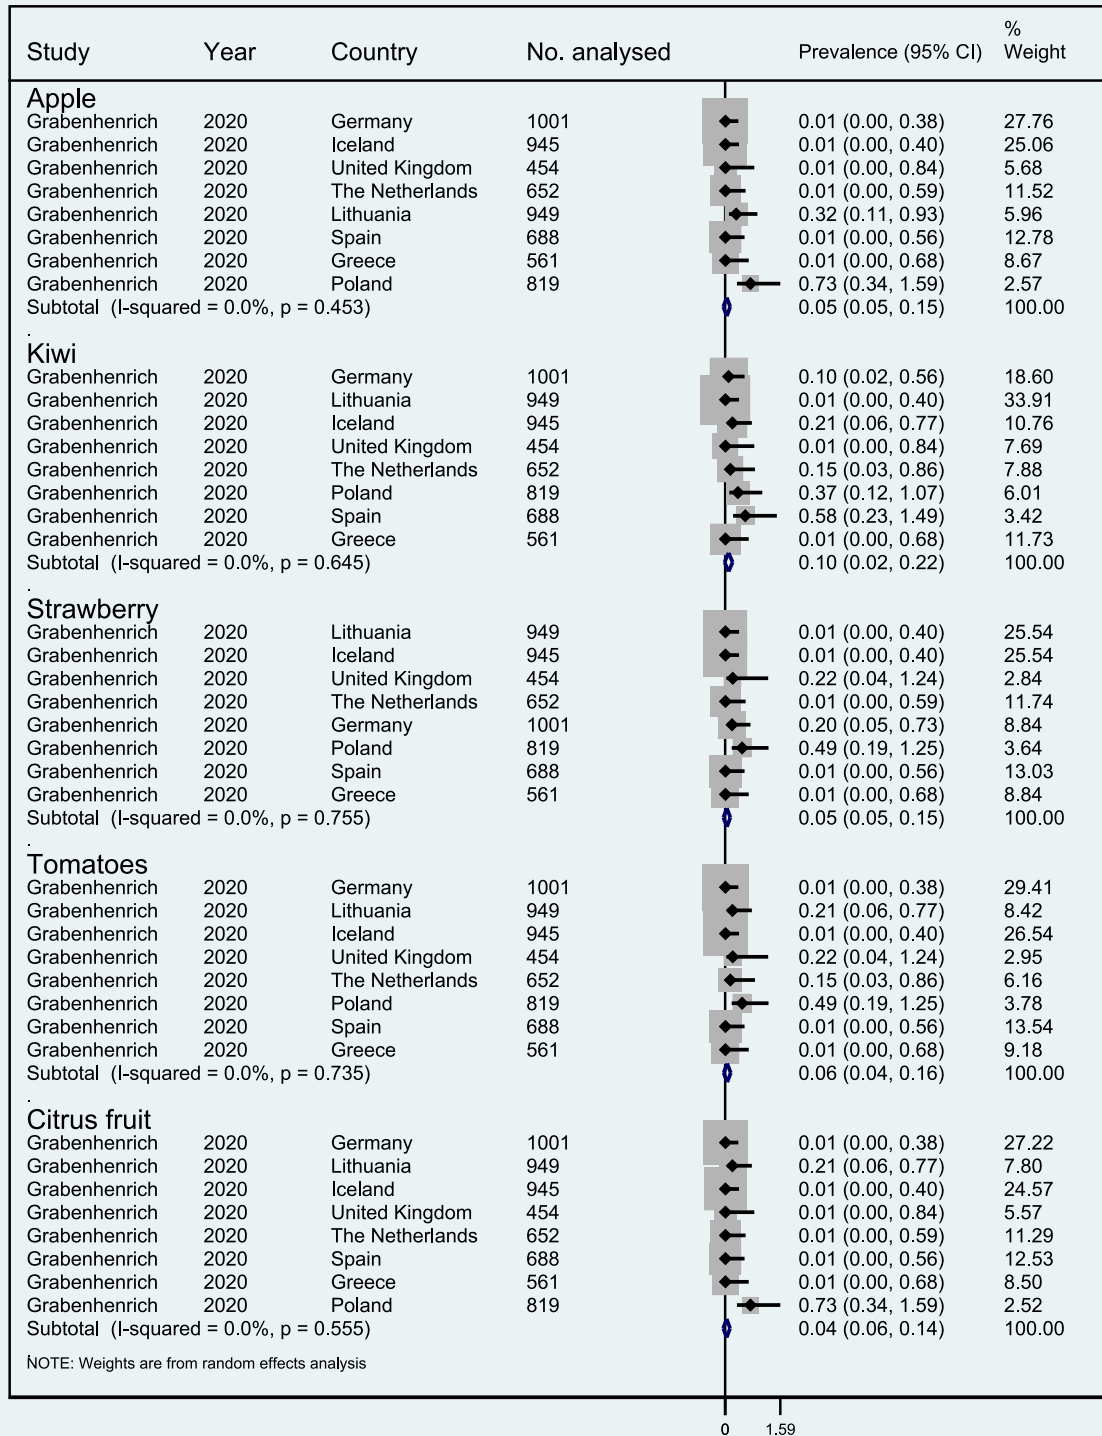 Study Year Country No. analysed Prevalence (95% CI) % Weight
Apple
Grabenhenrich 2020 Germany 1001 0.01 (0.00, 0.38) 27.76
Grabenhenrich 2020 Iceland 945 0.01 (0.00, 0.40) 25.06
Grabenhenrich 2020 United Kingdom 454 0.01 (0.00, 0.84) 5.68
Grabenhenrich 2020 The Netherlands 652 0.01 (0.00, 0.59) 11.52
Grabenhenrich 2020 Lithuania 949 0.32 (0.11, 0.93) 5.96
Grabenhenrich 2020 Spain 688 0.01 (0.00, 0.56) 12.78
Grabenhenrich 2020 Greece 561 0.01 (0.00, 0.68) 8.67
Grabenhenrich 2020 Poland 819 0.73 (0.34, 1.59) 2.57
Subtotal (I-squared = 0.0%, p = 0.453) 0.05 (0.05, 0.15) 100.00
.
Kiwi
Grabenhenrich 2020 Germany 1001 0.10 (0.02, 0.56) 18.60
Grabenhenrich 2020 Lithuania 949 0.01 (0.00, 0.40) 33.91
Grabenhenrich 2020 Iceland 945 0.21 (0.06, 0.77) 10.76
Grabenhenrich 2020 United Kingdom 454 0.01 (0.00, 0.84) 7.69
Grabenhenrich 2020 The Netherlands 652 0.15 (0.03, 0.86) 7.88
Grabenhenrich 2020 Poland 819 0.37 (0.12, 1.07) 6.01
Grabenhenrich 2020 Spain 688 0.58 (0.23, 1.49) 3.42
Grabenhenrich 2020 Greece 561 0.01 (0.00, 0.68) 11.73
Subtotal (I-squared = 0.0%, p = 0.645) 0.10 (0.02, 0.22) 100.00
.
Strawberry
Grabenhenrich 2020 Lithuania 949 0.01 (0.00, 0.40) 25.54
Grabenhenrich 2020 Iceland 945 0.01 (0.00, 0.40) 25.54
Grabenhenrich 2020 United Kingdom 454 0.22 (0.04, 1.24) 2.84
Grabenhenrich 2020 The Netherlands 652 0.01 (0.00, 0.59) 11.74
Grabenhenrich 2020 Germany 1001 0.20 (0.05, 0.73) 8.84
Grabenhenrich 2020 Poland 819 0.49 (0.19, 1.25) 3.64
Grabenhenrich 2020 Spain 688 0.01 (0.00, 0.56) 13.03
Grabenhenrich 2020 Greece 561 0.01 (0.00, 0.68) 8.84
Subtotal (I-squared = 0.0%, p = 0.755) 0.05 (0.05, 0.15) 100.00
.
Tomatoes
Grabenhenrich 2020 Germany 1001 0.01 (0.00, 0.38) 29.41
Grabenhenrich 2020 Lithuania 949 0.21 (0.06, 0.77) 8.42
Grabenhenrich 2020 Iceland 945 0.01 (0.00, 0.40) 26.54
Grabenhenrich 2020 United Kingdom 454 0.22 (0.04, 1.24) 2.95
Grabenhenrich 2020 The Netherlands 652 0.15 (0.03, 0.86) 6.16
Grabenhenrich 2020 Poland 819 0.49 (0.19, 1.25) 3.78
Grabenhenrich 2020 Spain 688 0.01 (0.00, 0.56) 13.54
Grabenhenrich 2020 Greece 561 0.01 (0.00, 0.68) 9.18
Subtotal (I-squared = 0.0%, p = 0.735) 0.06 (0.04, 0.16) 100.00
.
Citrus fruit
Grabenhenrich 2020 Germany 1001 0.01 (0.00, 0.38) 27.22
Grabenhenrich 2020 Lithuania 949 0.21 (0.06, 0.77) 7.80
Grabenhenrich 2020 Iceland 945 0.01 (0.00, 0.40) 24.57
Grabenhenrich 2020 United Kingdom 454 0.01 (0.00, 0.84) 5.57
Grabenhenrich 2020 The Netherlands 652 0.01 (0.00, 0.59) 11.29
Grabenhenrich 2020 Spain 688 0.01 (0.00, 0.56) 12.53
Grabenhenrich 2020 Greece 561 0.01 (0.00, 0.68) 8.50
Grabenhenrich 2020 Poland 819 0.73 (0.34, 1.59) 2.52
Subtotal (I-squared = 0.0%, p = 0.555) 0.04 (0.06, 0.14) 100.00
.
NOTE: Weights are from random effects analysis
0 1.59